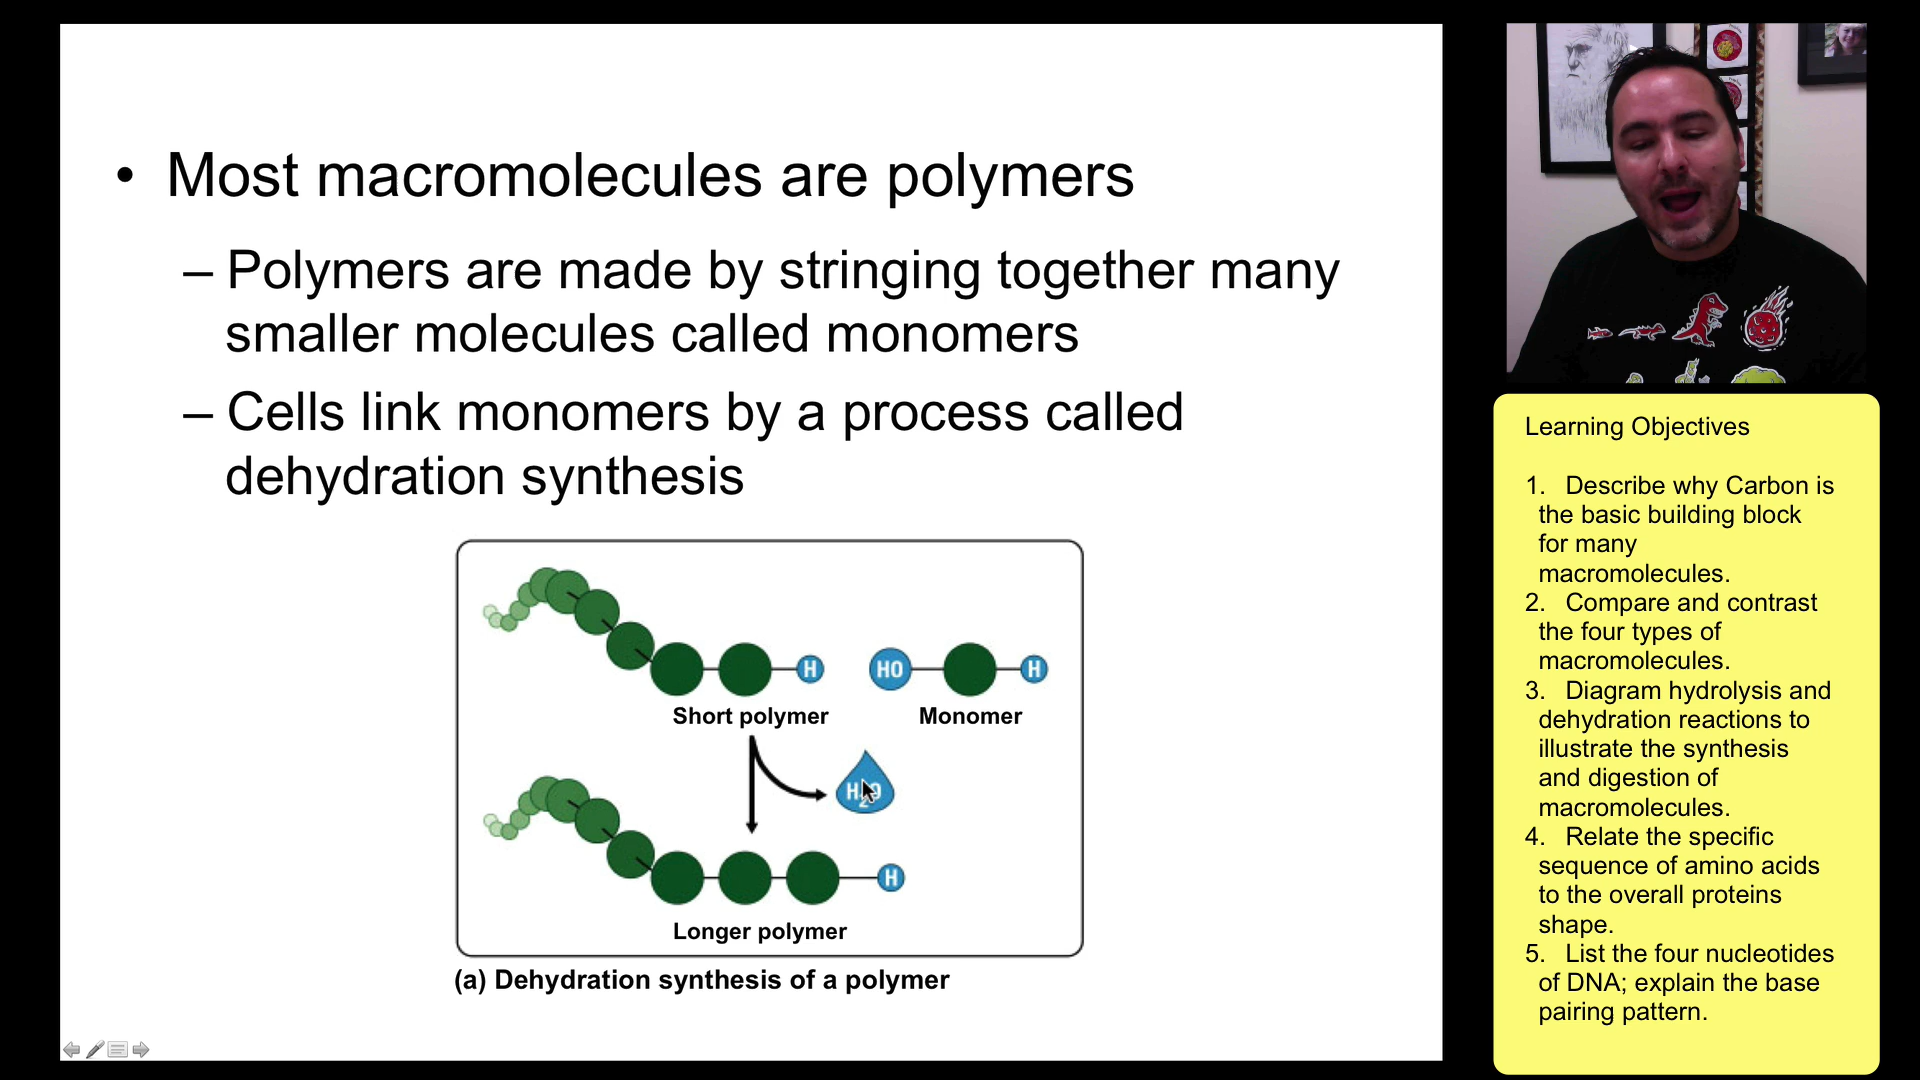 • Most macromolecules are polymers
– Polymers are made by stringing together many
smaller molecules called monomers
– Cells link monomers by a process called
dehydration synthesis
H HO H
Short polymer Monomer
H2O
H
Longer polymer
(a) Dehydration synthesis of a polymer
Learning Objectives
1. Describe why Carbon is
the basic building block
for many
macromolecules.
2. Compare and contrast
the four types of
macromolecules.
3. Diagram hydrolysis and
dehydration reactions to
illustrate the synthesis
and digestion of
macromolecules.
4. Relate the specific
sequence of amino acids
to the overall proteins
shape.
5. List the four nucleotides
of DNA; explain the base
pairing pattern.